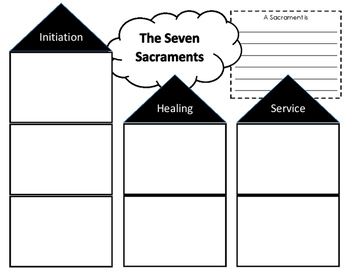 The Seven
Sacraments
A Sacrament is
Initiation
Healing
Service